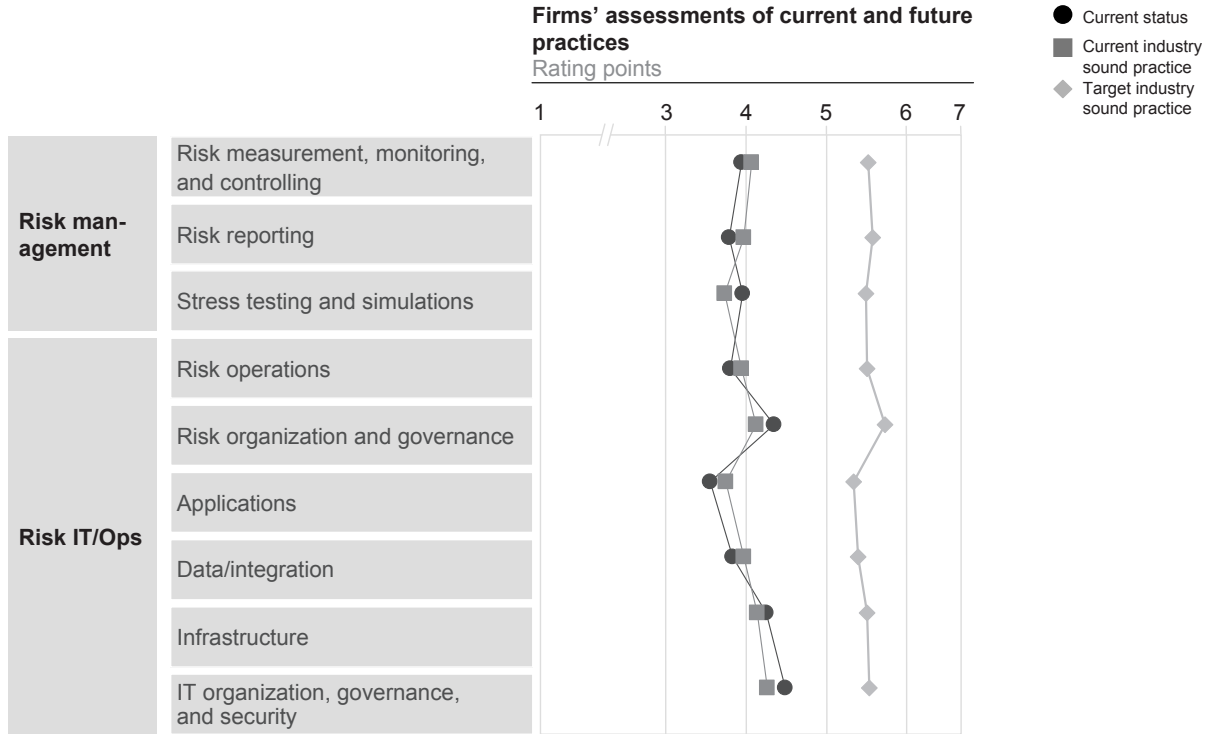 Firms’ assessments of current and future
practices
Rating points
Current status
Current industry
sound practice
Target industry
sound practice
1 3 4 5 6 7
Risk man-
agement
Risk measurement, monitoring,
and controlling
Risk reporting
Stress testing and simulations
Risk IT/Ops
Risk operations
Risk organization and governance
Applications
Data/integration
Infrastructure
IT organization, governance,
and security